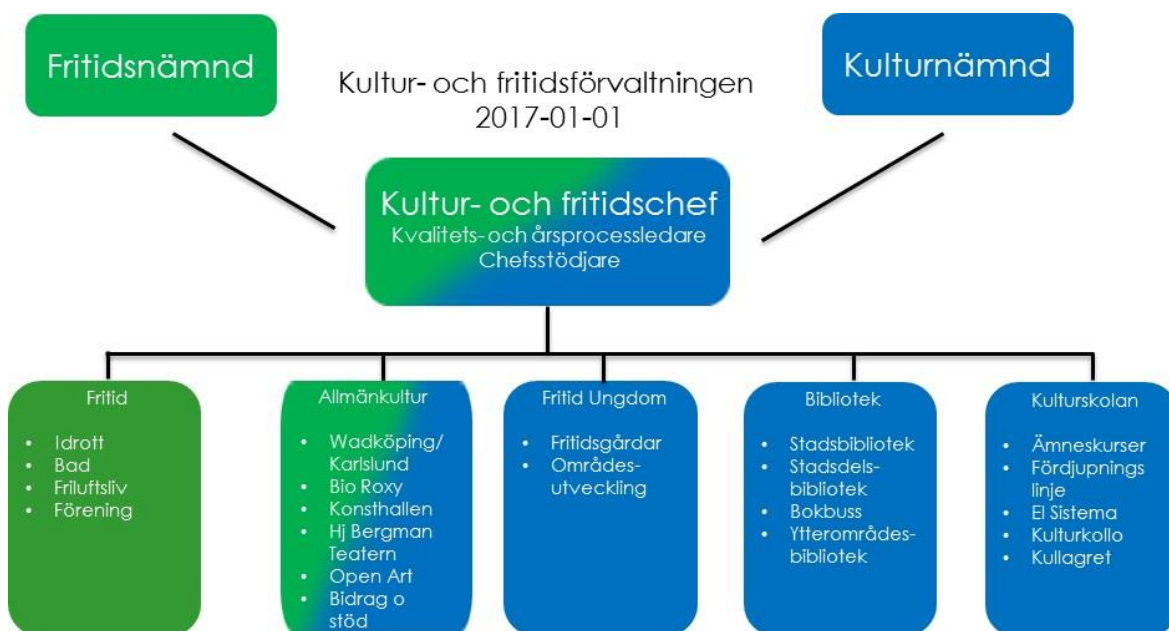 Fritidsnämnd
Kultur- och fritidsförvaltningen
2017-01-01
Kulturnämnd
Kultur- och fritidschef
Kvalitets- och årsprocessledare
Chefsstödjare
Fritid
• Idrott
• Bad
• Friluftsliv
• Förening
Allmänkultur
• Wadköping/
Karlslund
• Bio Roxy
• Konsthallen
• Hj Bergman
Teatern
• Open Art
• Bidrag o
stöd
Fritid Ungdom
• Fritidsgårdar
• Områdes-
utveckling
Bibliotek
• Stadsbibliotek
• Stadsdels-
bibliotek
• Bokbuss
• Ytterområdes-
bibliotek
Kulturskolan
• Ämneskurser
• Fördjupnings
linje
• El Sistema
• Kulturkollo
• Kullagret